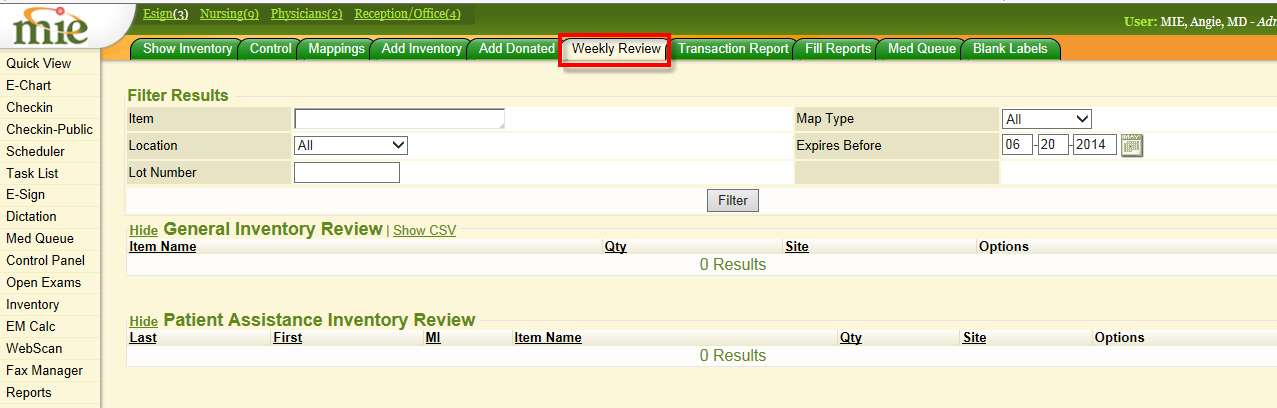 mie
Esign(3) Nursing(9) Physicians(2) Reception/Office(4)
User: MIE, Angie, MD -
Show Inventory Control Mappings Add Inventory Add Donated Weekly Review Transaction Report Fill Reports Med Queue Blank Labels
Quick View
E-Chart
Checkin
Checkin-Public
Scheduler
Task List
E-Sign
Dictation
Med Queue
Control Panel
Open Exams
Inventory
EM Calc
WebScan
Fax Manager
Reports
Filter Results
Item Map Type All
Location All Expires Before 06-20-2014
Lot Number
Filter
Hide General Inventory Review | Show CSV
Item Name Qty Site Options
0 Results
Hide Patient Assistance Inventory Review
Last First MI Item Name Qty Site Options
0 Results